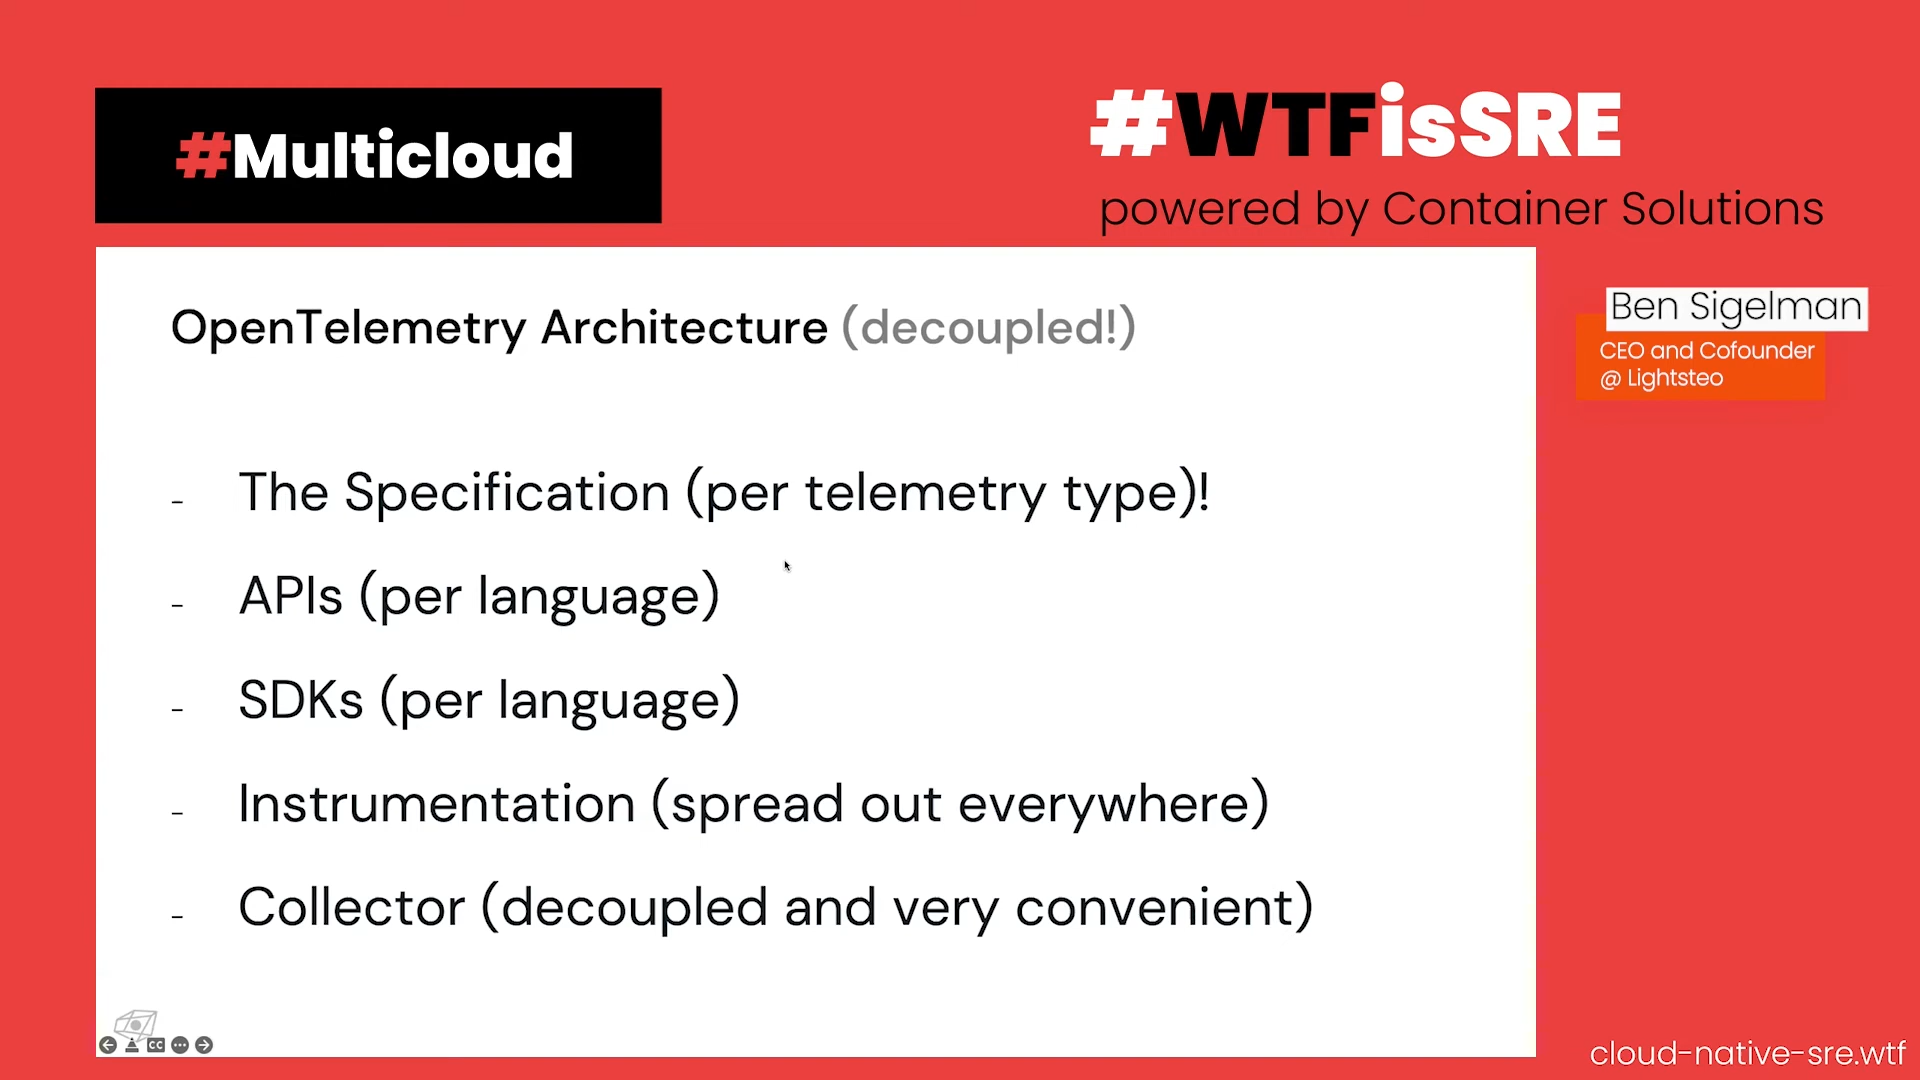 #Multicloud
#WTFisSRE
powered by Container Solutions
OpenTelemetry Architecture (decoupled!)
- The Specification (per telemetry type)!
- APIs (per language)
- SDKs (per language)
- Instrumentation (spread out everywhere)
- Collector (decoupled and very convenient)
Ben Sigelman
CEO and Cofounder
@ Lightsteo
CC
cloud-native-sre.wtf